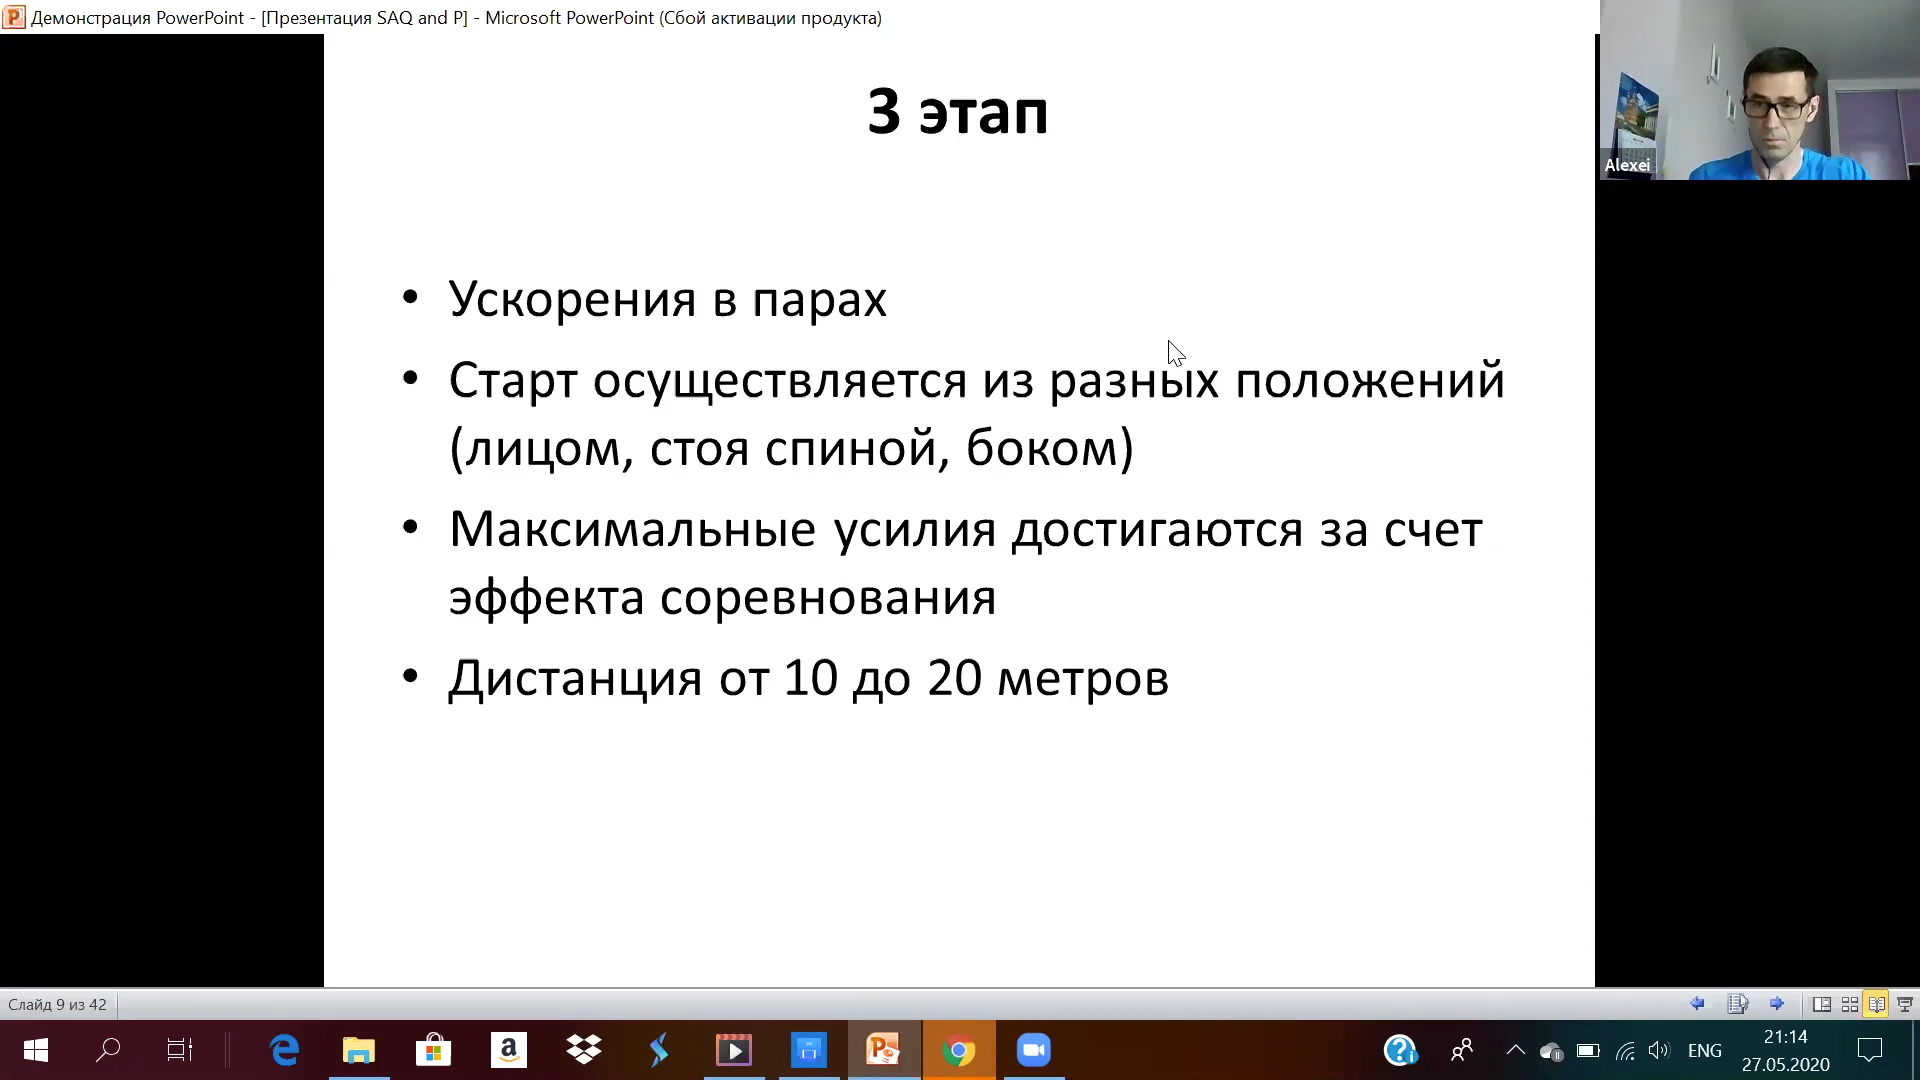 Демонстрация PowerPoint - [Презентация SAQ and P] - Microsoft PowerPoint (Сбой активации продукта)
Alexei
3 этап
• Ускорения в парах
• Старт осуществляется из разных положений
(лицом, стоя спиной, боком)
• Максимальные усилия достигаются за счет
эффекта соревнования
• Дистанция от 10 до 20 метров
Слайд 9 из 42
ENG
21:14
27.05.2020